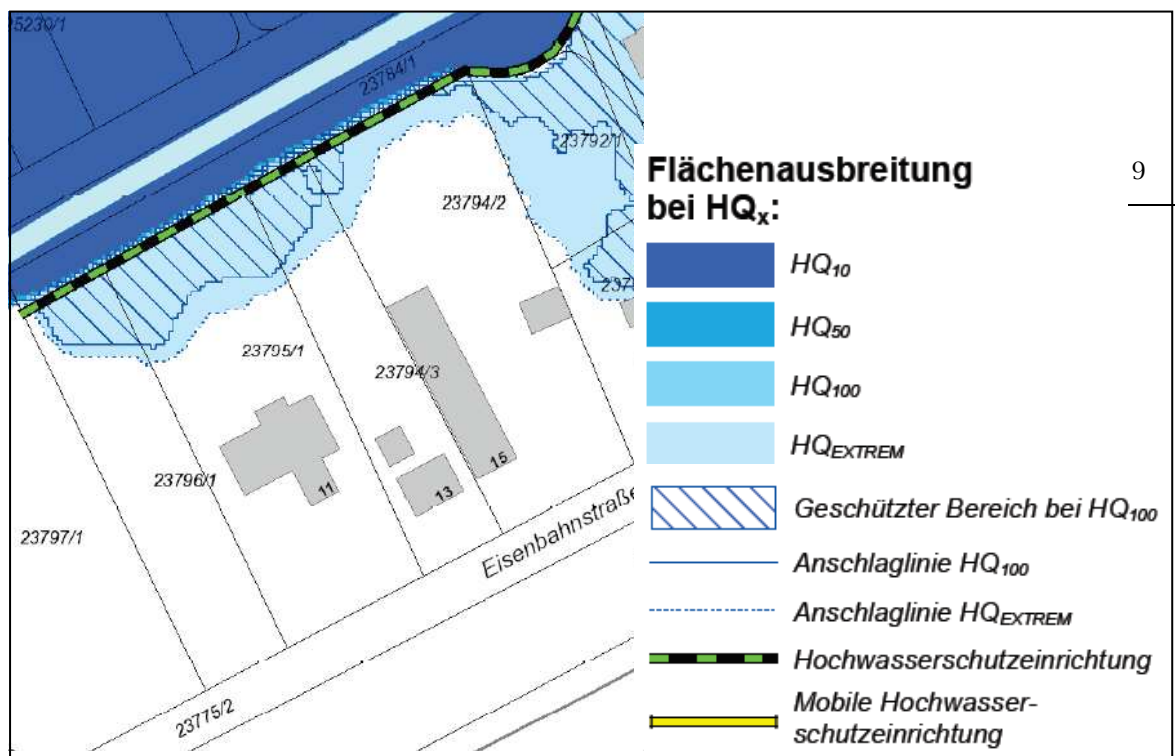 5230/1
23784/1
23792/1
23794/2
237
23795/1
23794/3
23796/1
11
13
15
23797/1
Eisenbahnstraße
23775/2
Flächenausbreitung
bei HQx:
9
HQ10
HQ50
HQ100
HQEXTREM
Geschützter Bereich bei HQ100
Anschlaglinie HQ100
Anschlaglinie HQEXTREM
Hochwasserschutzeinrichtung
Mobile Hochwasser-
schutzeinrichtung